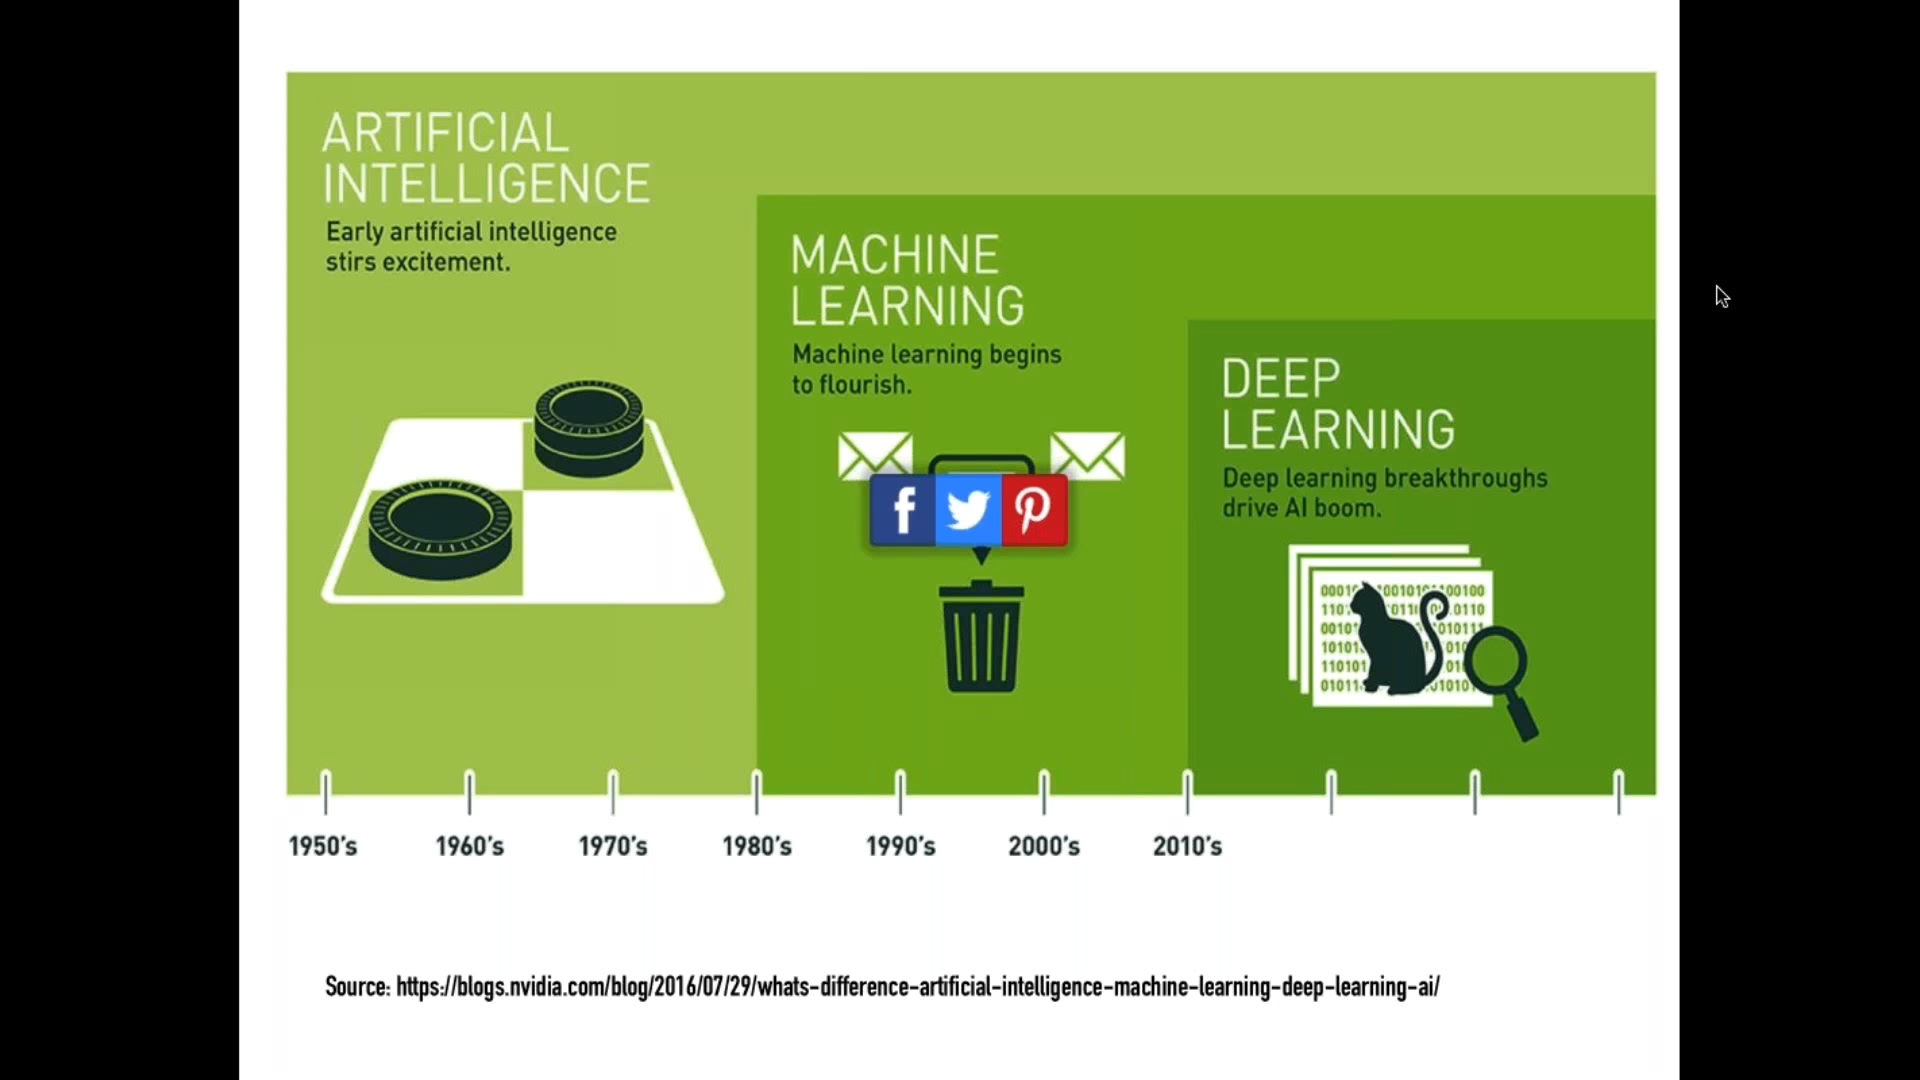 ARTIFICIAL
INTELLIGENCE
Early artificial intelligence
stirs excitement.
MACHINE
LEARNING
Machine learning begins
to flourish.
DEEP
LEARNING
Deep learning breakthroughs
drive AI boom.
1950's 1960's 1970's 1980's 1990's 2000's 2010's
Source: https://blogs.nvidia.com/blog/2016/07/29/whats-difference-artificial-intelligence-machine-learning-deep-learning-ai/